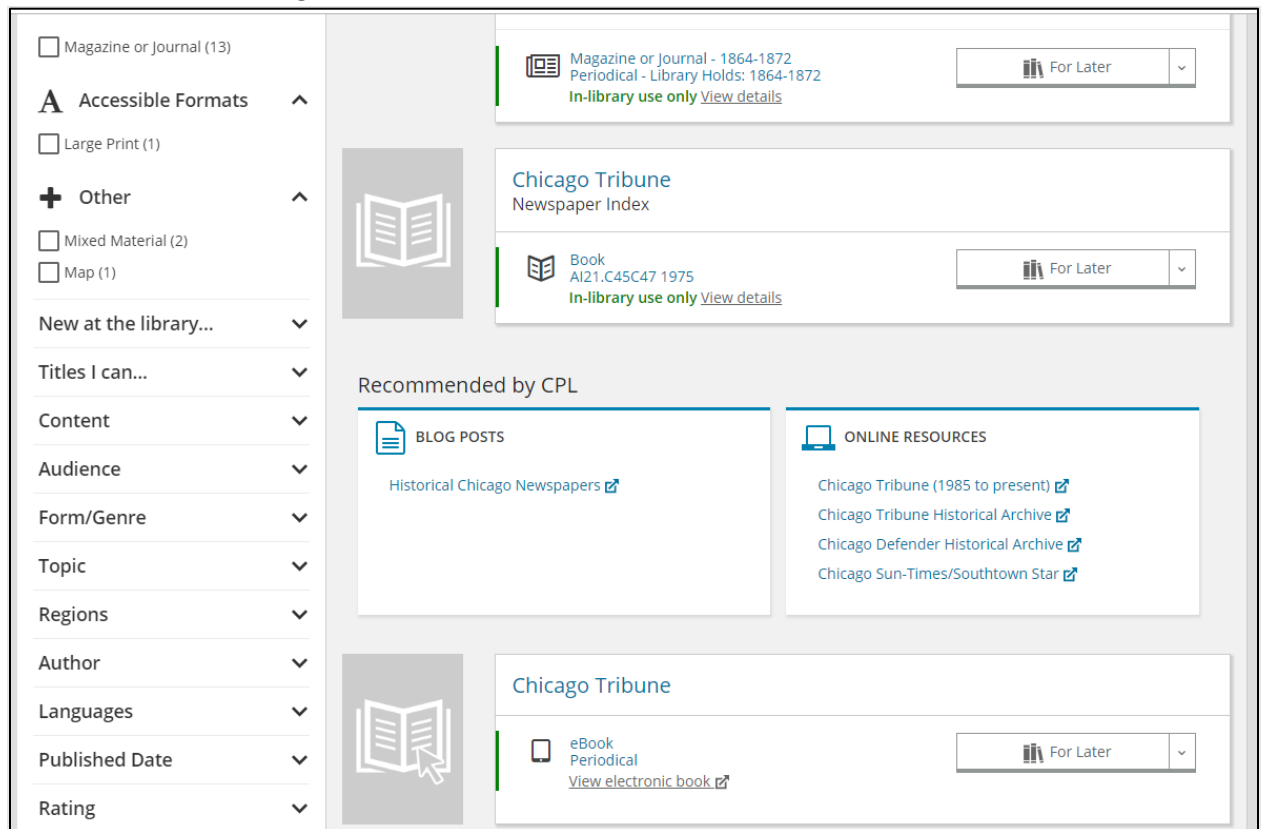 Magazine or Journal (13)
A Accessible Formats
Large Print (1)
Other
Mixed Material (2)
Map (1)
New at the library...
Titles I can...
Content
Audience
Form/Genre
Topic
Regions
Author
Languages
Published Date
Rating
Magazine or Journal - 1864-1872
Periodical - Library Holds: 1864-1872
In-library use only View details
For Later
Chicago Tribune
Newspaper Index
Book
AI21.C45C47 1975
In-library use only View details
For Later
Recommended by CPL
BLOG POSTS
Historical Chicago Newspapers
ONLINE RESOURCES
Chicago Tribune (1985 to present)
Chicago Tribune Historical Archive
Chicago Defender Historical Archive
Chicago Sun-Times/Southtown Star
Chicago Tribune
eBook
Periodical
View electronic book
For Later